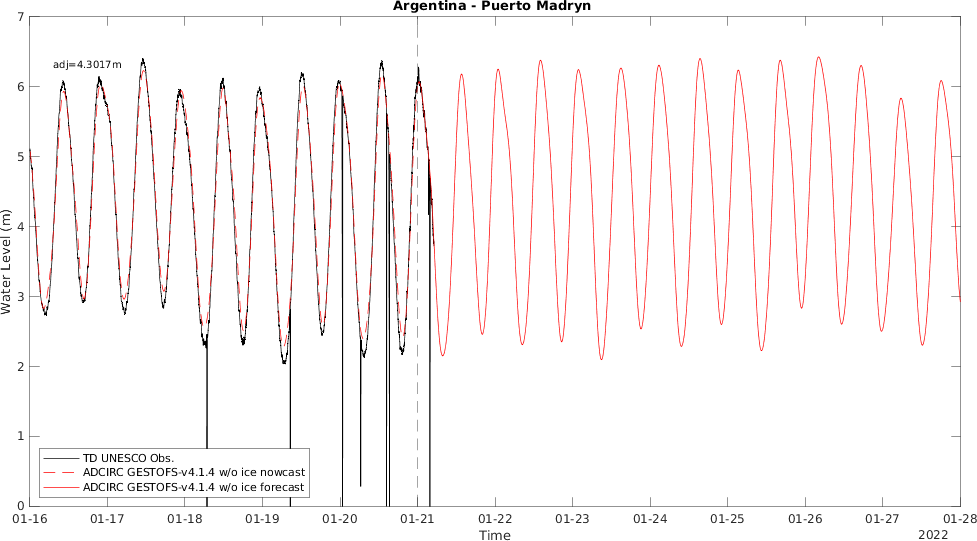 Argentina - Puerto Madryn
7
adj=4.3017m
6
5
4
3
2
1
0
Water Level (m)
TD UNESCO Obs.
ADCIRC GESTOFS-v4.1.4 w/o ice nowcast
ADCIRC GESTOFS-v4.1.4 w/o ice forecast
01-16 01-17 01-18 01-19 01-20 01-21 01-22 01-23 01-24 01-25 01-26 01-27 01-28
Time
2022